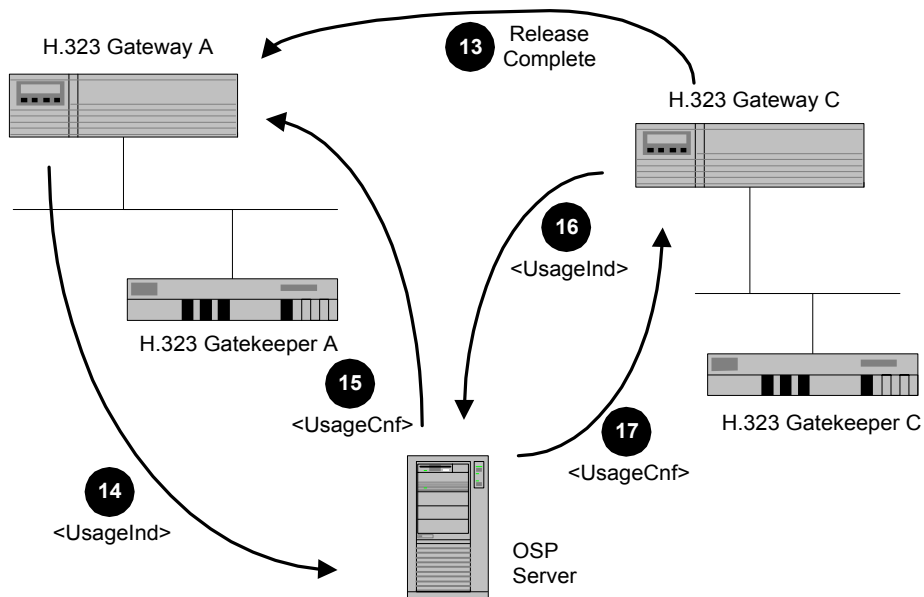 H.323 Gateway A
13
Release
Complete
H.323 Gateway C
16
<UsageInd>
H.323 Gatekeeper A
15
<UsageCnf>
17
<UsageCnf>
H.323 Gatekeeper C
14
<UsageInd>
OSP
Server